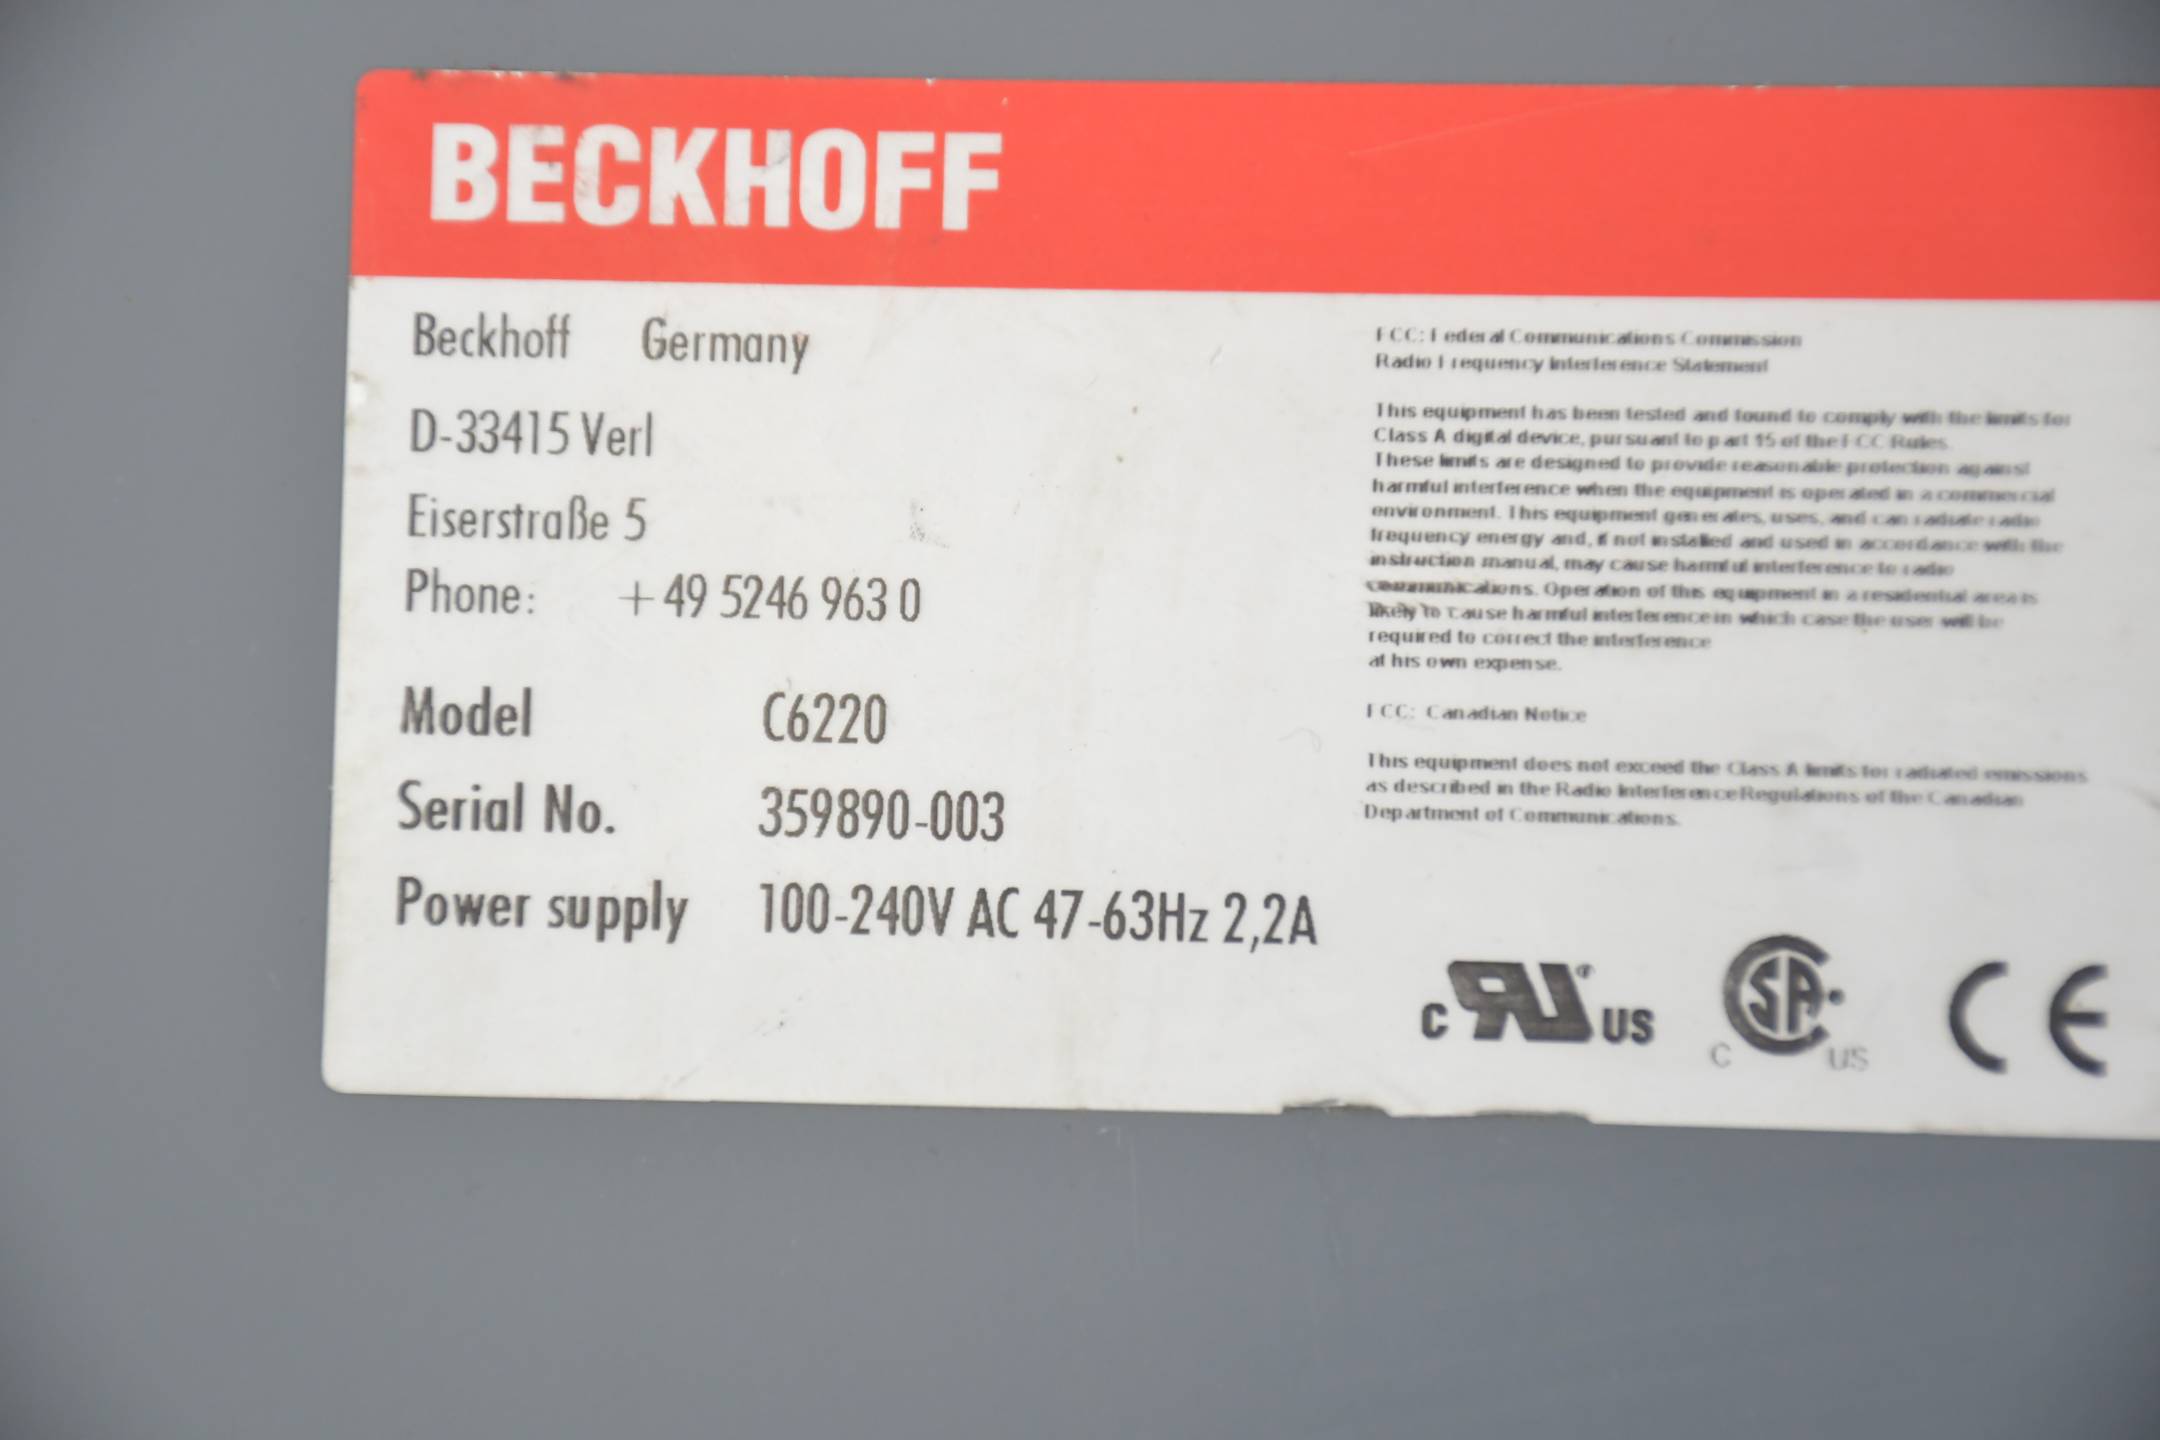 BECKHOFF
Beckhoff Germany
D-33415 Verl
Eiserstraße 5
Phone: +49 5246 963 0
Model C6220
Serial No. 359890-003
Power supply 100-240V AC 47-63Hz 2,2A
FCC: Federal Communications Commission
Radio Frequency Interference Statement
This equipment has been tested and found to comply with the limits for
Class A digital device, pursuant to part 15 of the FCC Rules.
These limits are designed to provide reasonable protection against
harmful interference when the equipment is operated in a commercial
environment. This equipment generates, uses, and can radiate radio
frequency energy and, if not installed and used in accordance with the
instruction manual, may cause harmful interference to radio
communications. Operation of this equipment in a residential area is
likely to cause harmful interference in which case the user will be
required to correct the interference
at his own expense.
FCC: Canadian Notice
This equipment does not exceed the Class A limits for radiated emissions
as described in the Radio Interference Regulations of the Canadian
Department of Communications.
c RU ® US
C SA US
CE